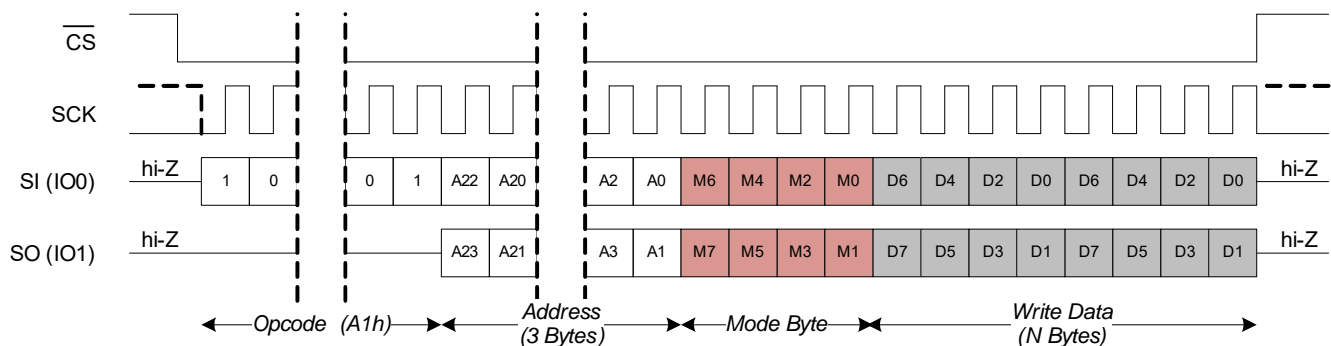 CS
SCK
SI (IO0) hi-Z 1 0 0 1 A22 A20 A2 A0 M6 M4 M2 M0 D6 D4 D2 D0 D6 D4 D2 D0 hi-Z
SO (IO1) hi-Z A23 A21 A3 A1 M7 M5 M3 M1 D7 D5 D3 D1 D7 D5 D3 D1 hi-Z
Opcode (A1h) Address Mode Byte Write Data
(3 Bytes) (N Bytes)